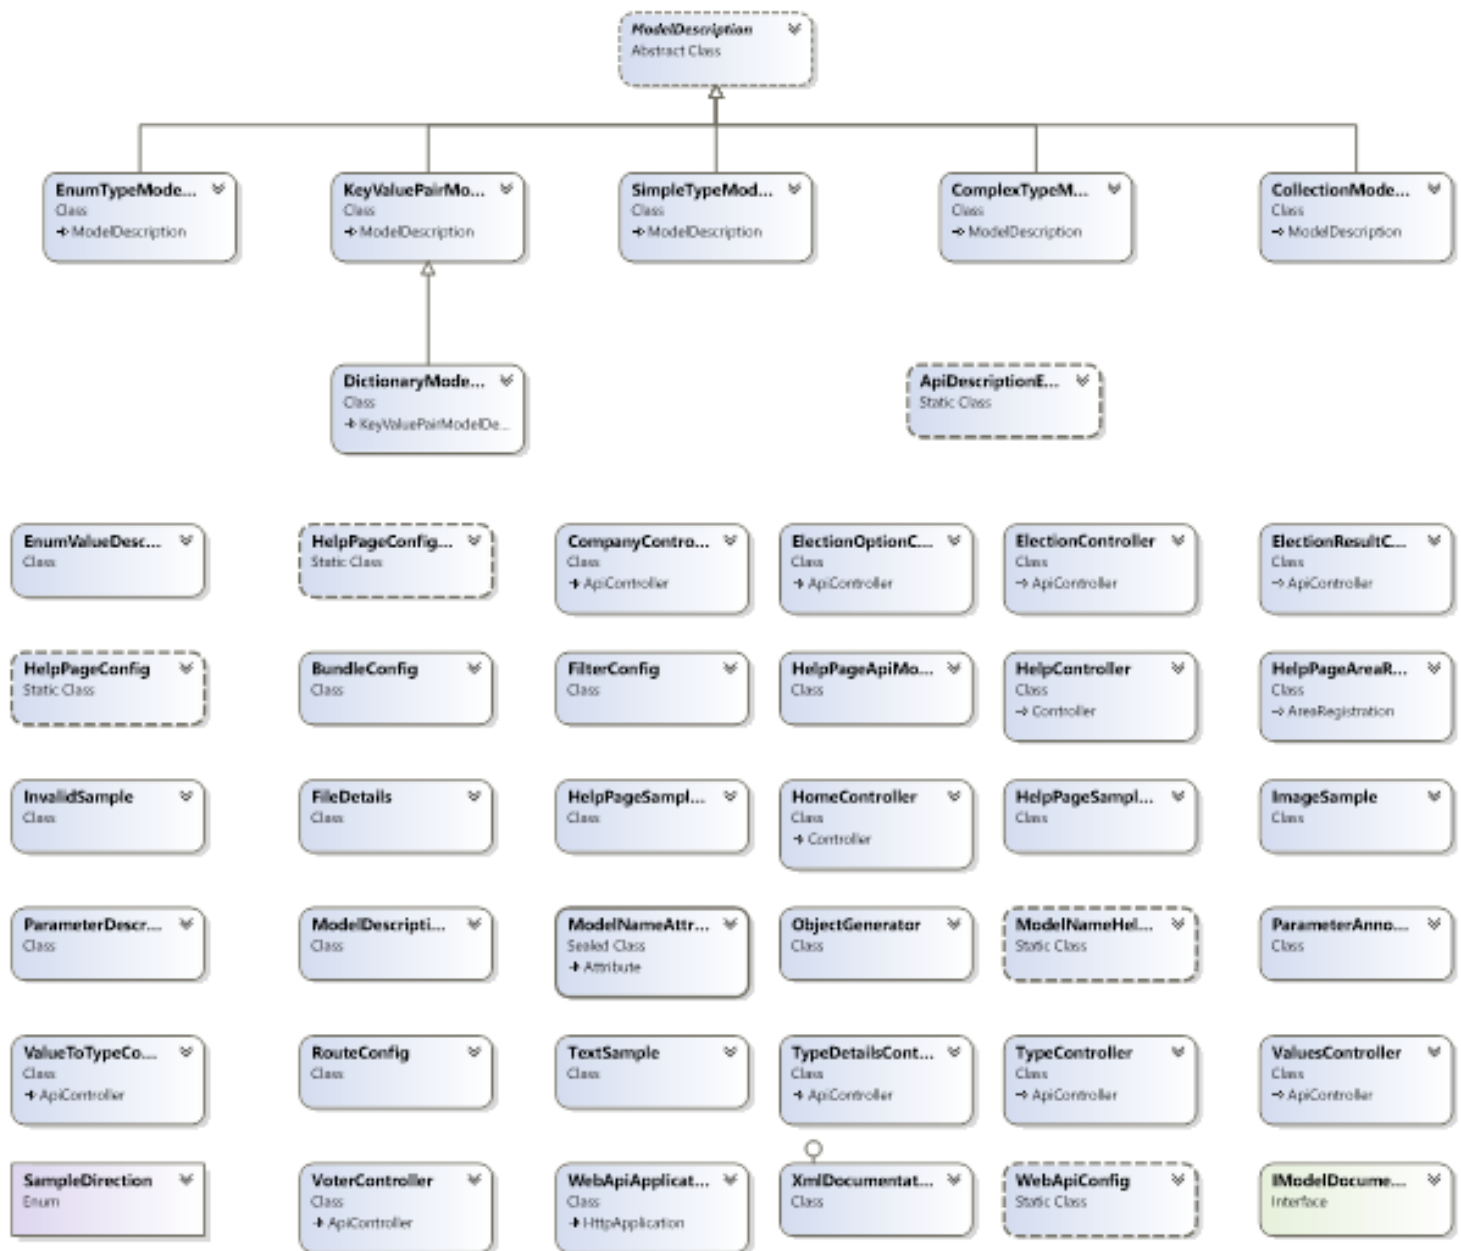 ModelDescription
Abstract Class
EnumTypeMode...
Class
ModelDescription
KeyValuePairMo...
Class
ModelDescription
SimpleTypeMod...
Class
ModelDescription
ComplexTypeM...
Class
ModelDescription
CollectionMode...
Class
ModelDescription
DictionaryMode...
Class
KeyValuePairModelDe...
ApiDescriptionE...
Static Class
EnumValueDesc...
Class
HelpPageConfig...
Static Class
CompanyContro...
Class
ApiController
ElectionOptionC...
Class
ApiController
ElectionController
Class
ApiController
ElectionResultC...
Class
ApiController
HelpPageConfig
Static Class
BundleConfig
Class
FilterConfig
Class
HelpPageApiMo...
Class
HelpController
Class
Controller
HelpPageAreaR...
Class
AreaRegistration
InvalidSample
Class
FileDetails
Class
HelpPageSampl...
Class
HomeController
Class
Controller
HelpPageSampl...
Class
ImageSample
Class
ParameterDescr...
Class
ModelDescripti...
Class
ModelNameAttr...
Sealed Class
Attribute
ObjectGenerator
Class
ModelNameHel...
Static Class
ParameterAnno...
Class
ValueToTypeCo...
Class
ApiController
RouteConfig
Class
TextSample
Class
TypeDetailsCont...
Class
ApiController
TypeController
Class
ApiController
ValuesController
Class
ApiController
SampleDirection
Enum
VoterController
Class
ApiController
WebApiApplicat...
Class
HttpApplication
XmlDocumentat...
Class
WebApiConfig
Static Class
IModelDocume...
Interface